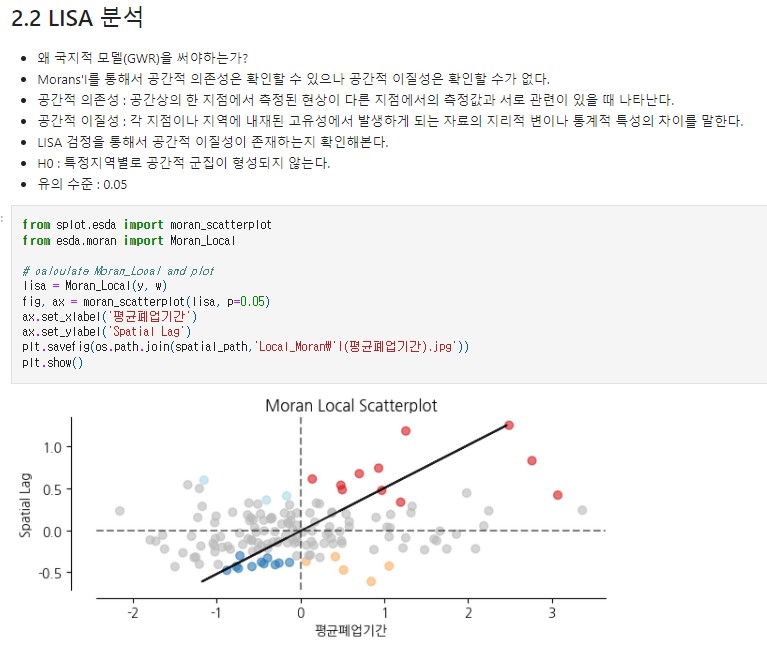 2.2 LISA 분석
왜 국지적 모델(GWR)을 써야하는가?
Morans'I를 통해서 공간적 의존성은 확인할 수 있으나 공간적 이질성은 확인할 수가 없다.
공간적 의존성 : 공간상의 한 지점에서 측정된 현상이 다른 지점에서의 측정값과 서로 관련이 있을 때 나타난다.
공간적 이질성 : 각 지점이나 지역에 내재된 고유성에서 발생하게 되는 자료의 지리적 변이나 통계적 특성의 차이를 말한다.
LISA 검정을 통해서 공간적 이질성이 존재하는지 확인해본다.
H0 : 특정지역별로 공간적 군집이 형성되지 않는다.
유의 수준 : 0.05
:
from splot.esda import moran_scatterplot
from esda.moran import Moran_Local
# calculate Moran_Local and plot
lisa = Moran_Local(y, w)
fig, ax = moran_scatterplot(lisa, p=0.05)
ax.set_xlabel('평균폐업기간')
ax.set_ylabel('Spatial Lag')
plt.savefig(os.path.join(spatial_path,'Local_Moran₩'I(평균폐업기간).jpg'))
plt.show()
Moran Local Scatterplot
1.0
0.5
0.0
-0.5
Spatial Lag
-2 -1 0 1 2 3
평균폐업기간